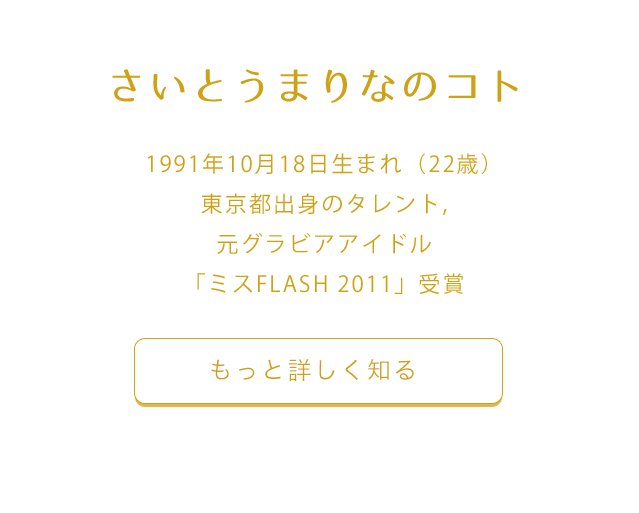 さいとうまりなのコト
1991年10月18日生まれ（22歳）
東京都出身のタレント,
元グラビアアイドル
「ミスFLASH 2011」受賞
もっと詳しく知る